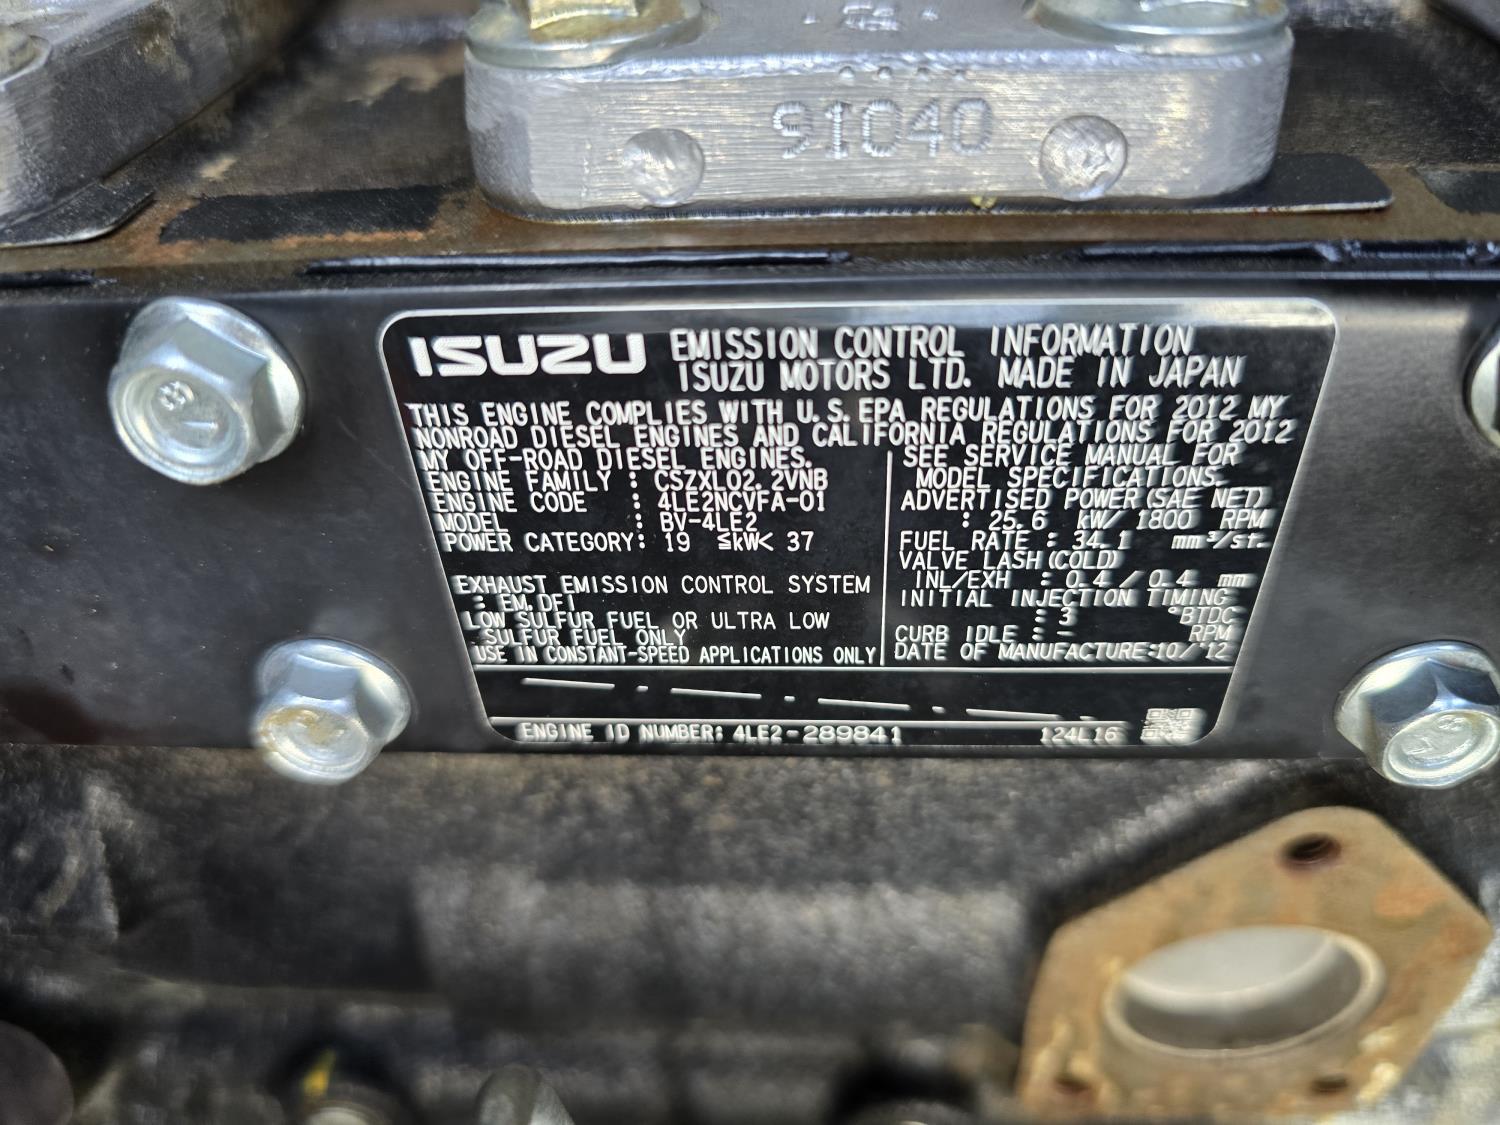 91040
ISUZU EMISSION CONTROL INFORMATION
ISUZU MOTORS LTD. MADE IN JAPAN
THIS ENGINE COMPLIES WITH U.S.EPA REGULATIONS FOR 2012 MY
NONROAD DIESEL ENGINES AND CALIFORNIA REGULATIONS FOR 2012
MY OFF-ROAD DIESEL ENGINES.
ENGINE FAMILY : CSZXL02.2VNB
ENGINE CODE : 4LE2NCVFA-01
MODEL : BV-4LE2
POWER CATEGORY: 19 ≦kW< 37
EXHAUST EMISSION CONTROL SYSTEM
: EM,DFI
LOW SULFUR FUEL OR ULTRA LOW
SULFUR FUEL ONLY
USE IN CONSTANT-SPEED APPLICATIONS ONLY
SEE SERVICE MANUAL FOR
MODEL SPECIFICATIONS.
ADVERTISED POWER(SAE NET)
: 25.6 kW/ 1800 RPM
FUEL RATE : 34.1 mm³/st.
VALVE LASH(COLD)
INL/EXH : 0.4 / 0.4 mm
INITIAL INJECTION TIMING
: 3 °BTDC
CURB IDLE : - RPM
DATE OF MANUFACTURE:10/'12
ENGINE ID NUMBER: 4LE2-289841 124L16